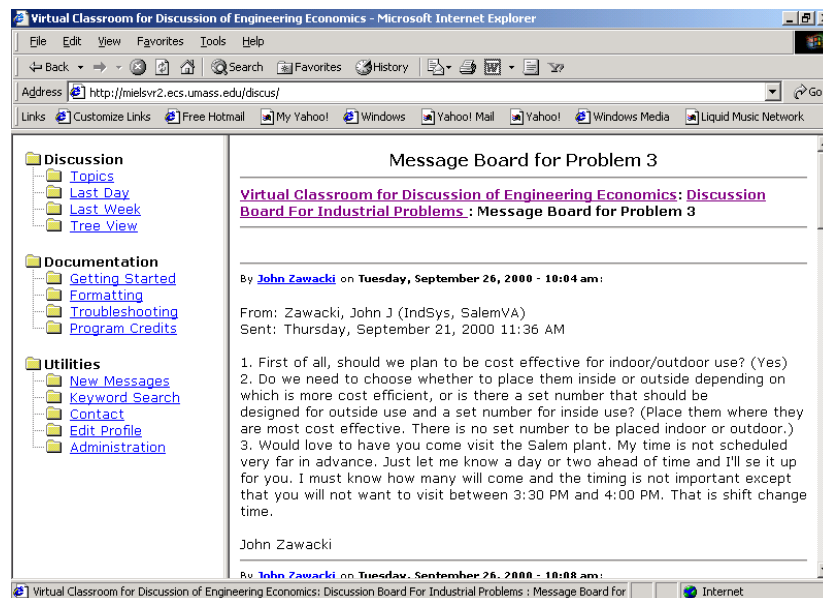 Virtual Classroom for Discussion of Engineering Economics - Microsoft Internet Explorer
File Edit View Favorites Tools Help
Back Search Favorites History
Address http://mielsvr2.ecs.umass.edu/discus/ Go
Links Customize Links Free Hotmail My Yahoo! Windows Yahoo! Mail Yahoo! Windows Media Liquid Music Network
Discussion
Topics
Last Day
Last Week
Tree View
Documentation
Getting Started
Formatting
Troubleshooting
Program Credits
Utilities
New Messages
Keyword Search
Contact
Edit Profile
Administration
Message Board for Problem 3
Virtual Classroom for Discussion of Engineering Economics: Discussion
Board For Industrial Problems : Message Board for Problem 3
By John Zawacki on Tuesday, September 26, 2000 - 10:04 am:
From: Zawacki, John J (IndSys, SalemVA)
Sent: Thursday, September 21, 2000 11:36 AM
1. First of all, should we plan to be cost effective for indoor/outdoor use? (Yes)
2. Do we need to choose whether to place them inside or outside depending on
which is more cost efficient, or is there a set number that should be
designed for outside use and a set number for inside use? (Place them where they
are most cost effective. There is no set number to be placed indoor or outdoor.)
3. Would love to have you come visit the Salem plant. My time is not scheduled
very far in advance. Just let me know a day or two ahead of time and I'll se it up
for you. I must know how many will come and the timing is not important except
that you will not want to visit between 3:30 PM and 4:00 PM. That is shift change
time.
John Zawacki
By John Zawacki on Tuesday, September 26, 2000 - 10:08 am:
Virtual Classroom for Discussion of Engineering Economics: Discussion Board For Industrial Problems : Message Board for Internet